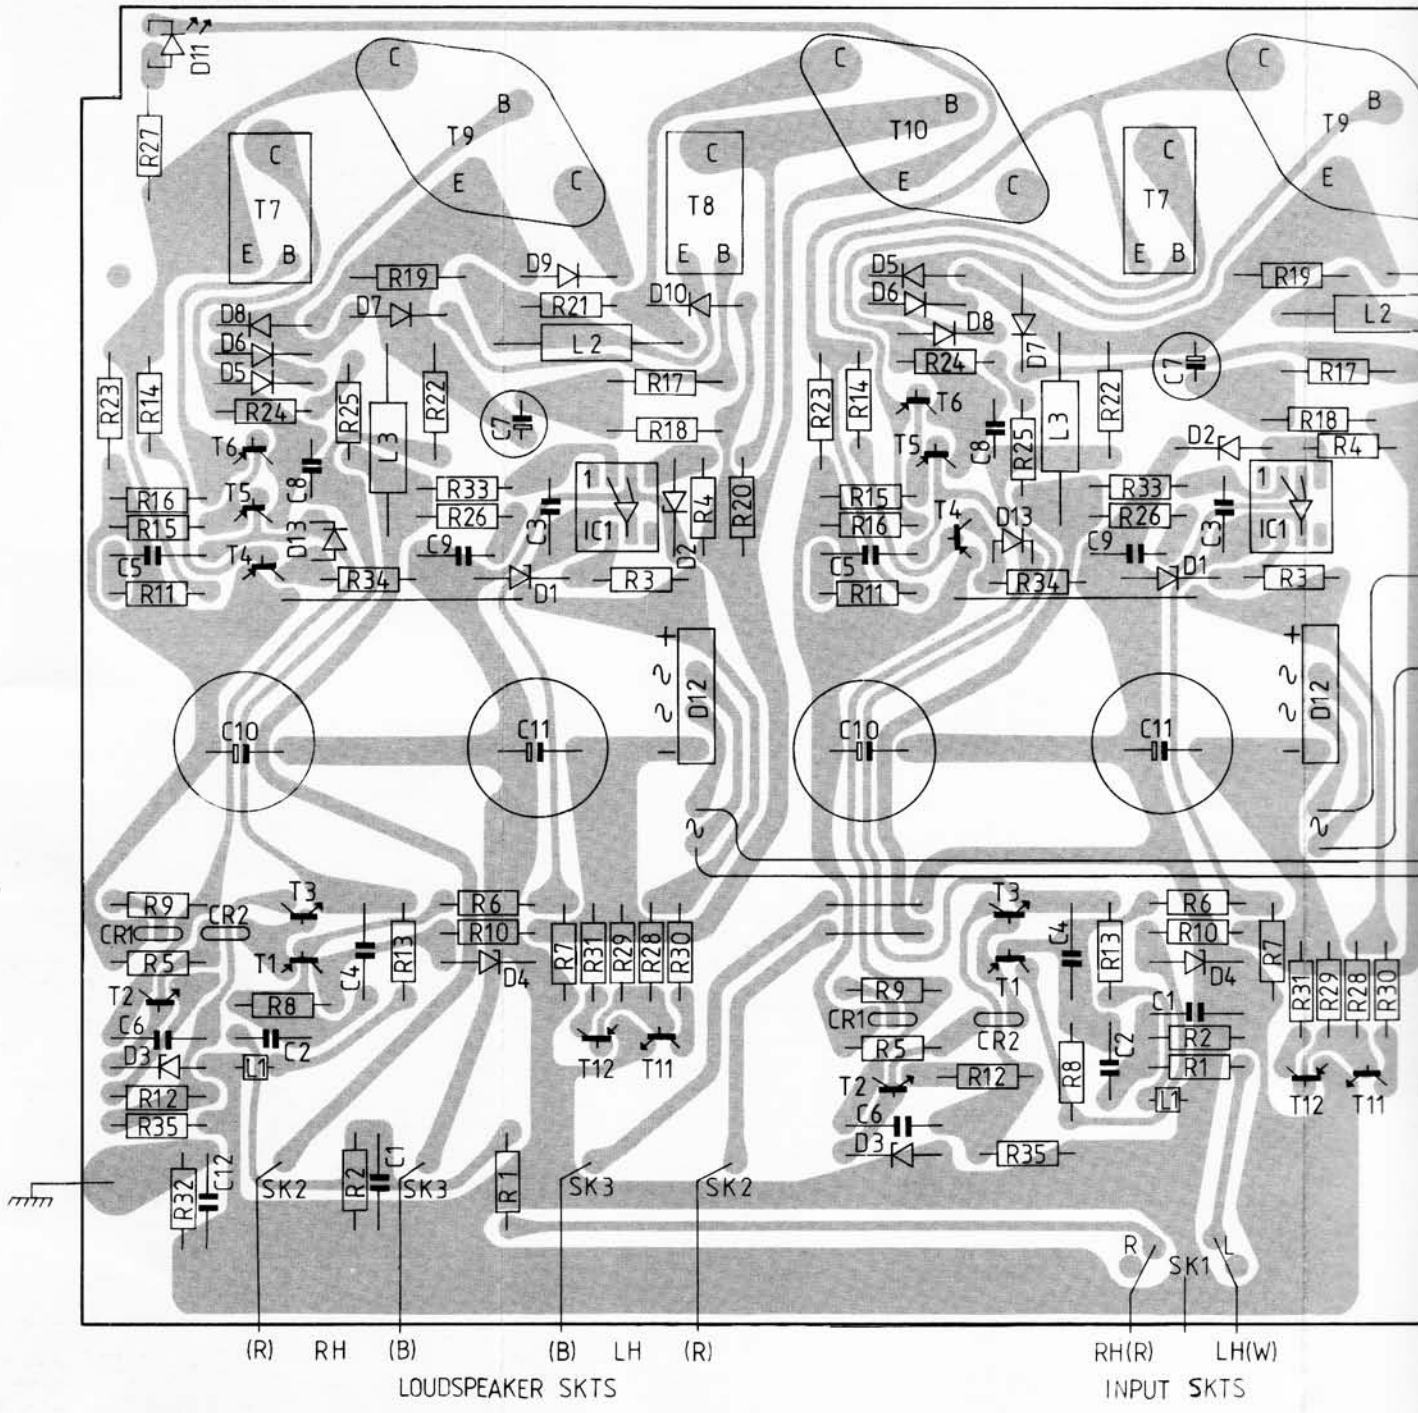 D11
C
C
C
C
R27
B
T9
B
T10
B
T9
C
C
E
C
E
C
E
T7
T8
T7
E B
E B
E B
R19
D9
D5
R19
D8
D7
R21
D10
D6
D8
D7
L2
D6
L2
R24
C7
D5
R17
R17
R23
R14
R24
R25
L3
R22
C7
R18
R23
R14
T6
C8
R25
L3
R22
R18
T6
D2
R4
T5
R16
C8
R33
1
R4
R20
R15
R33
1
T5
R15
R26
C3
IC1
R16
T4
D13
R26
C3
IC1
D13
C5
T4
C9
D2
C5
C9
R34
D1
R3
R34
D1
R3
R11
R11
+
∿
∿
D12
-
+
∿
∿
D12
-
C10
C11
C10
C11
∿
∿
R9
T3
R6
T3
R6
CR1
CR2
R10
R10
R5
T1
C4
R13
D4
R7
R31
R29
R28
R30
C4
R13
D4
R7
T2
R8
R9
T1
C1
R31
R29
R28
R30
C6
C2
CR1
CR2
R2
D3
L1
T12
T11
R5
R8
C2
R1
R12
T2
R12
L1
T12
T11
R35
C6
D3
R35
R32
C12
SK2
R2
C1
SK3
R1
SK3
SK2
R
SK1
L
(R) RH (B) (B) LH (R) RH(R) LH(W)
LOUDSPEAKER SKTS INPUT SKTS